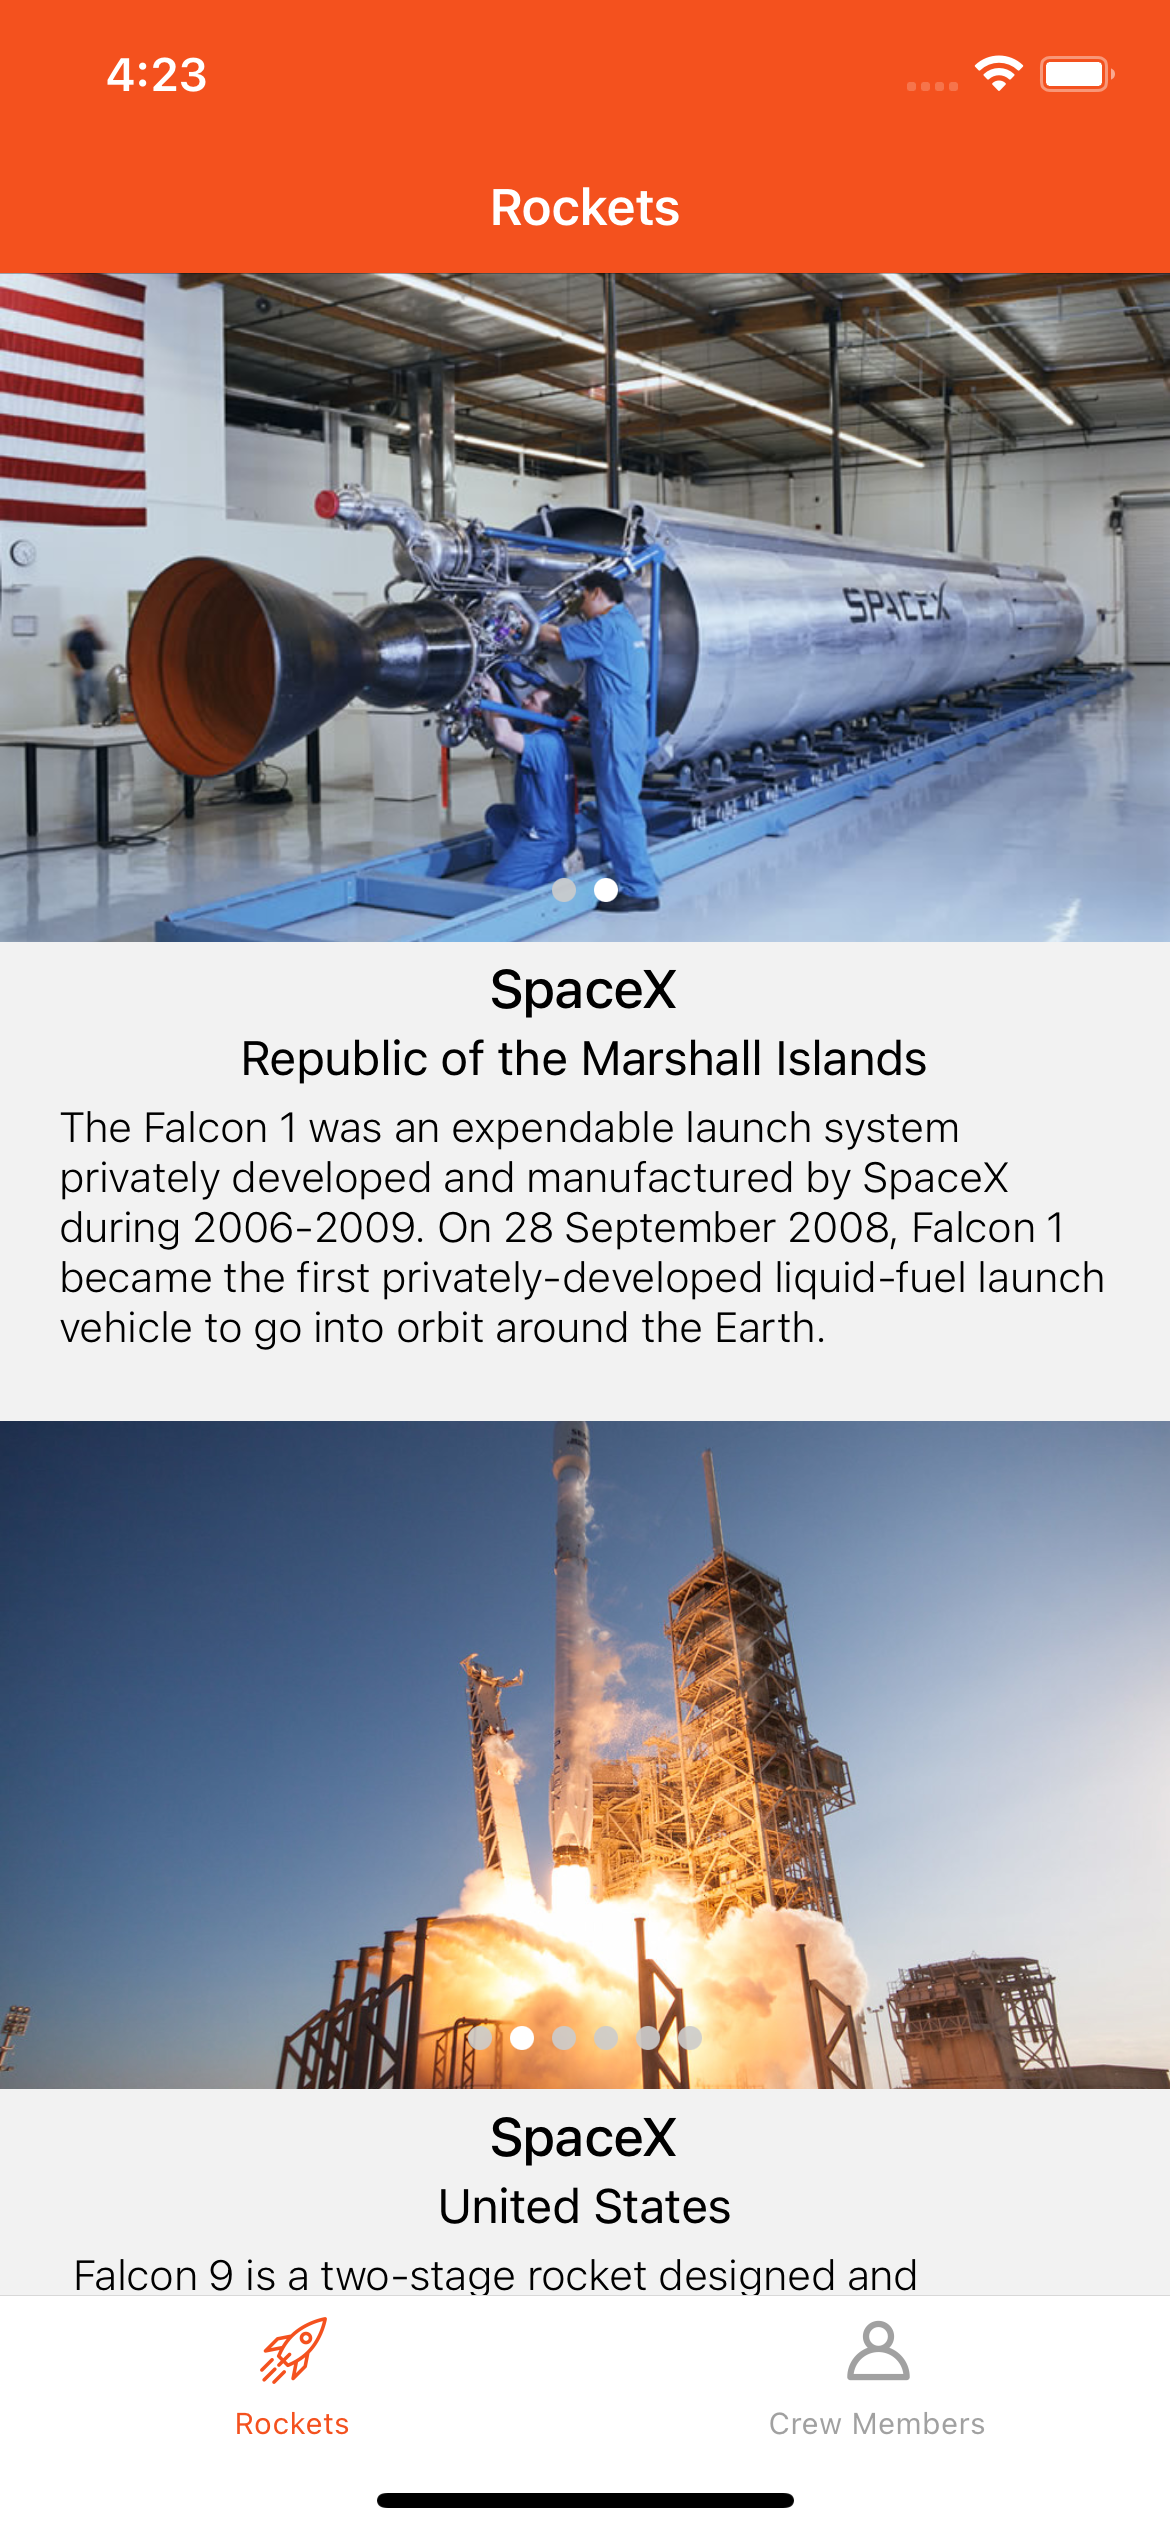 4:23
Rockets
SPACEX
SpaceX
Republic of the Marshall Islands
The Falcon 1 was an expendable launch system
privately developed and manufactured by SpaceX
during 2006-2009. On 28 September 2008, Falcon 1
became the first privately-developed liquid-fuel launch
vehicle to go into orbit around the Earth.
SpaceX
United States
Falcon 9 is a two-stage rocket designed and
Rockets
Crew Members